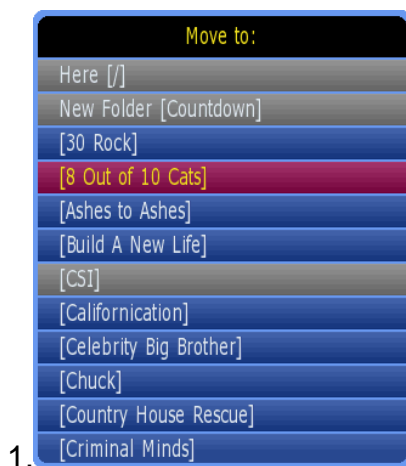 Move to:
Here [/]
New Folder [Countdown]
[30 Rock]
[8 Out of 10 Cats]
[Ashes to Ashes]
[Build A New Life]
[CSI]
[Californication]
[Celebrity Big Brother]
[Chuck]
[Country House Rescue]
1. [Criminal Minds]